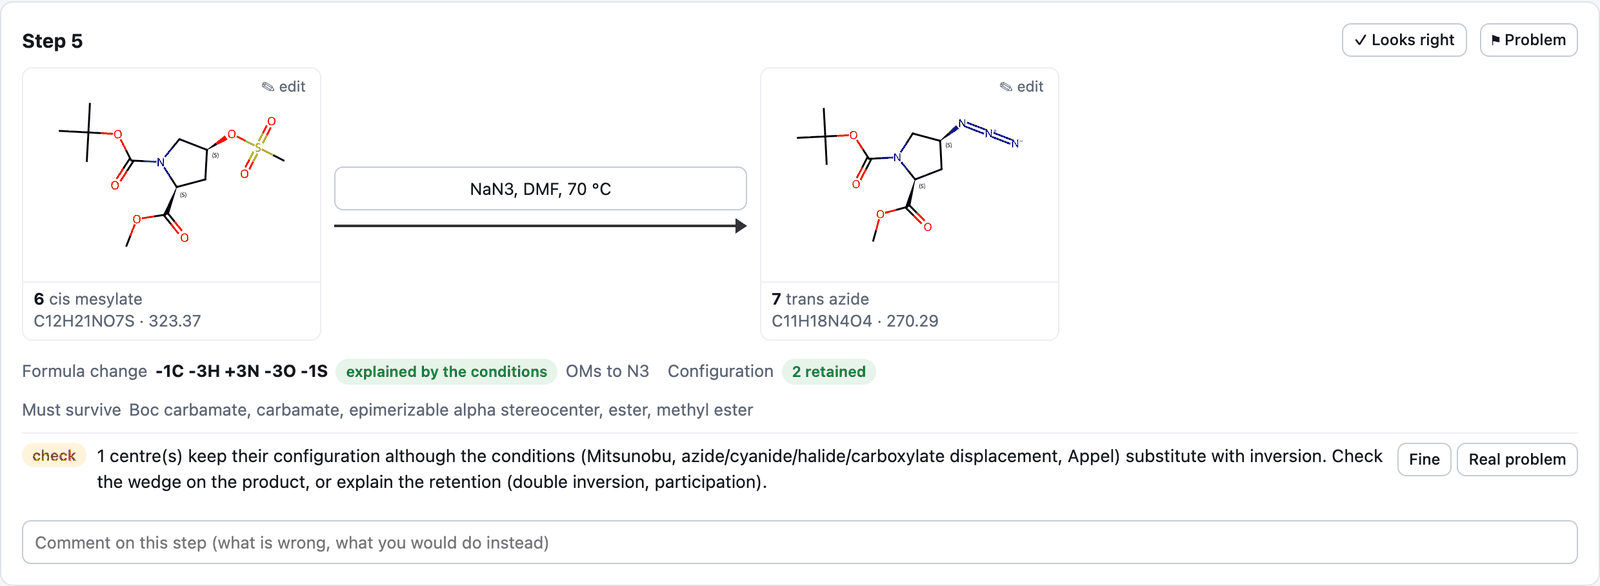 Step 5
✓ Looks right
⚑ Problem
✎ edit
✎ edit
O
O
O
S
(S)
N
O
O
(S)
O
O
N
N+
N-
(S)
O
N
O
(S)
O
O
NaN3, DMF, 70 °C
6 cis mesylate
C12H21NO7S · 323.37
7 trans azide
C11H18N4O4 · 270.29
Formula change -1C -3H +3N -3O -1S explained by the conditions OMs to N3 Configuration 2 retained
Must survive Boc carbamate, carbamate, epimerizable alpha stereocenter, ester, methyl ester
check 1 centre(s) keep their configuration although the conditions (Mitsunobu, azide/cyanide/halide/carboxylate displacement, Appel) substitute with inversion. Check
the wedge on the product, or explain the retention (double inversion, participation).
Fine
Real problem
Comment on this step (what is wrong, what you would do instead)